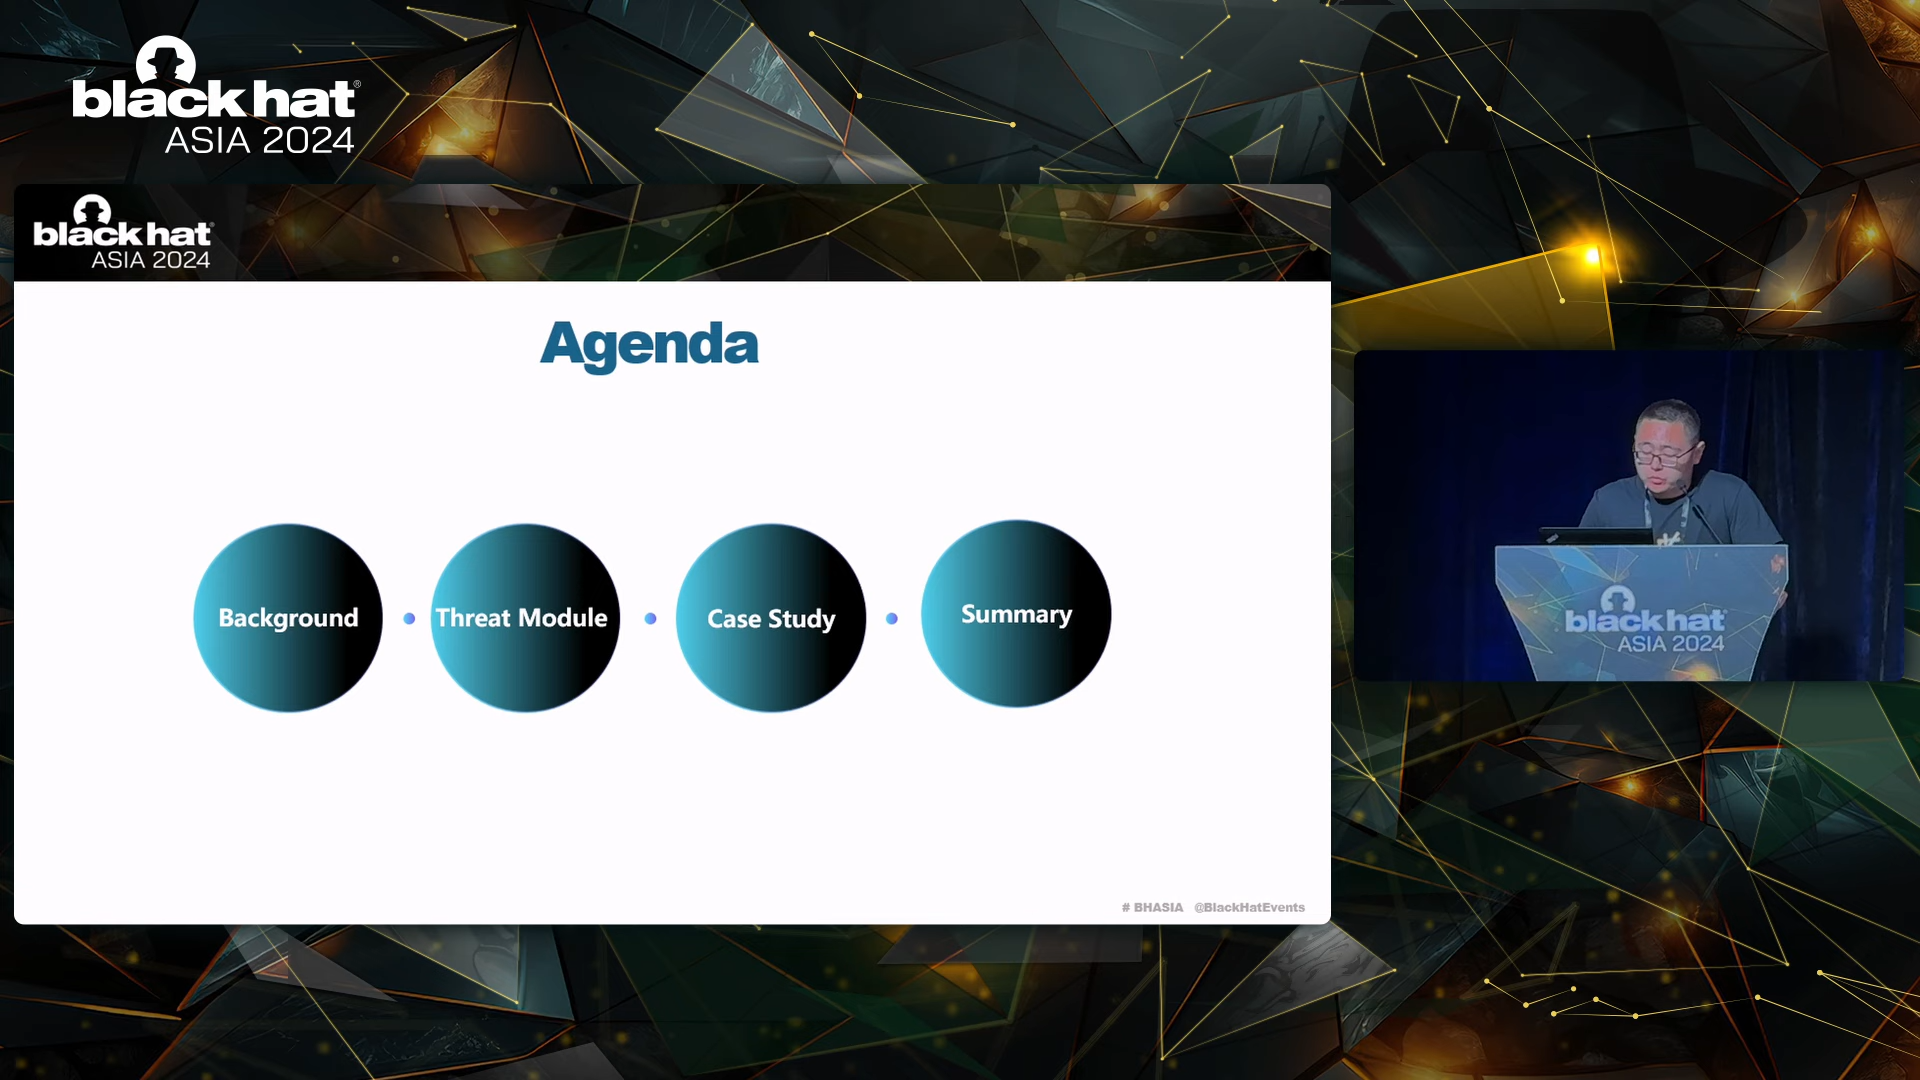 black hat®
ASIA 2024
black hat
ASIA 2024
Agenda
Background
Threat Module
Case Study
Summary
# BHASIA @BlackHatEvents
black hat
ASIA 2024